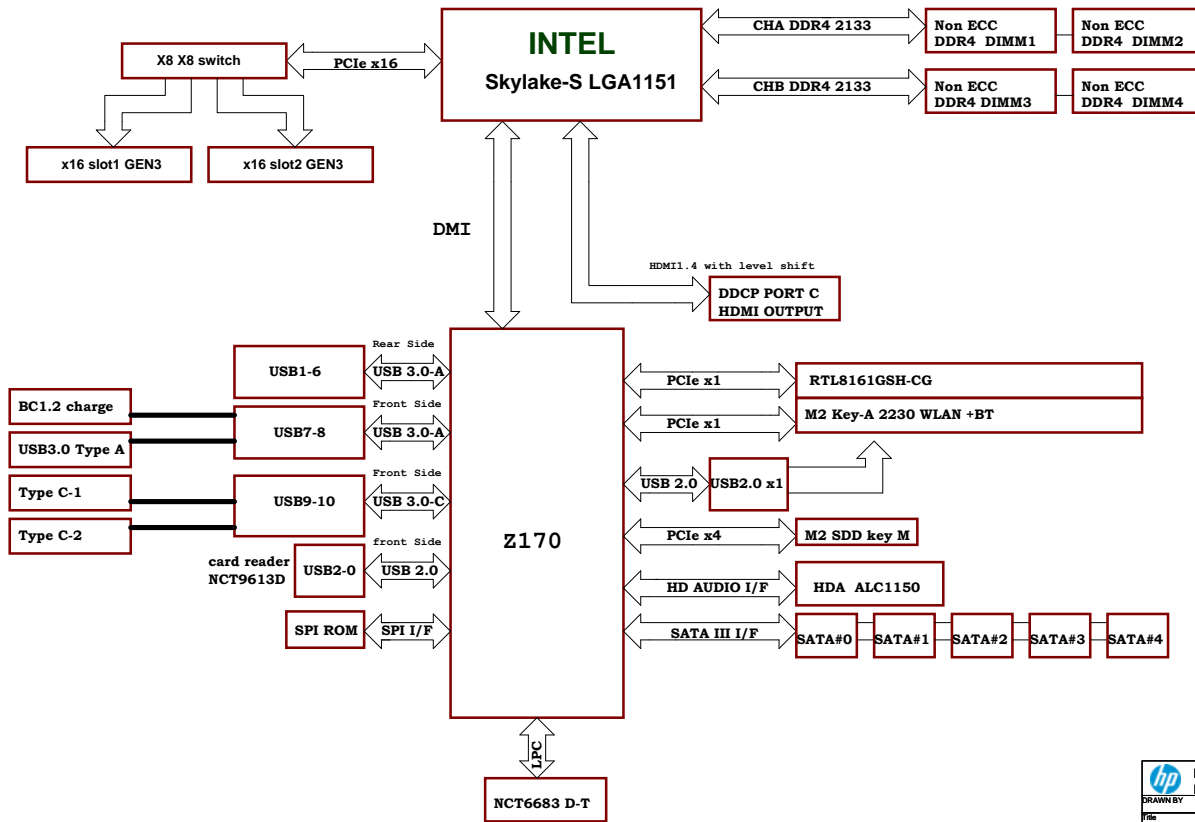 INTEL
Skylake-S LGA1151
X8 X8 switch
PCIe x16
x16 slot1 GEN3
x16 slot2 GEN3
CHA DDR4 2133
Non ECC
DDR4 DIMM1
Non ECC
DDR4 DIMM2
CHB DDR4 2133
Non ECC
DDR4 DIMM3
Non ECC
DDR4 DIMM4
DMI
HDMI1.4 with level shift
DDCP PORT C
HDMI OUTPUT
Z170
Rear Side
USB1-6
USB 3.0-A
BC1.2 charge
USB3.0 Type A
Front Side
USB7-8
USB 3.0-A
Type C-1
Type C-2
Front Side
USB9-10
USB 3.0-C
front Side
card reader
NCT9613D
USB2-0
USB 2.0
SPI ROM
SPI I/F
PCIe x1
RTL8161GSH-CG
PCIe x1
M2 Key-A 2230 WLAN +BT
USB 2.0
USB2.0 x1
PCIe x4
M2 SDD key M
HD AUDIO I/F
HDA ALC1150
SATA III I/F
SATA#0
SATA#1
SATA#2
SATA#3
SATA#4
LPC
NCT6683 D-T
hp
DRAWN BY
Title